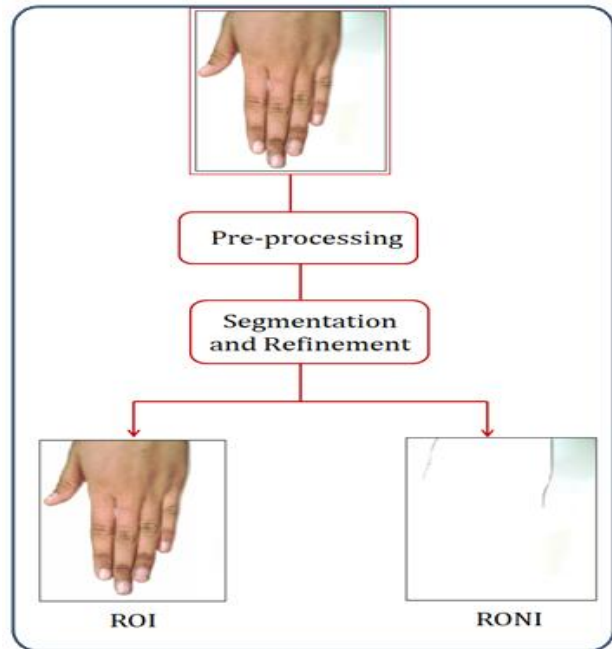 Pre-processing
Segmentation
and Refinement
ROI
RONI